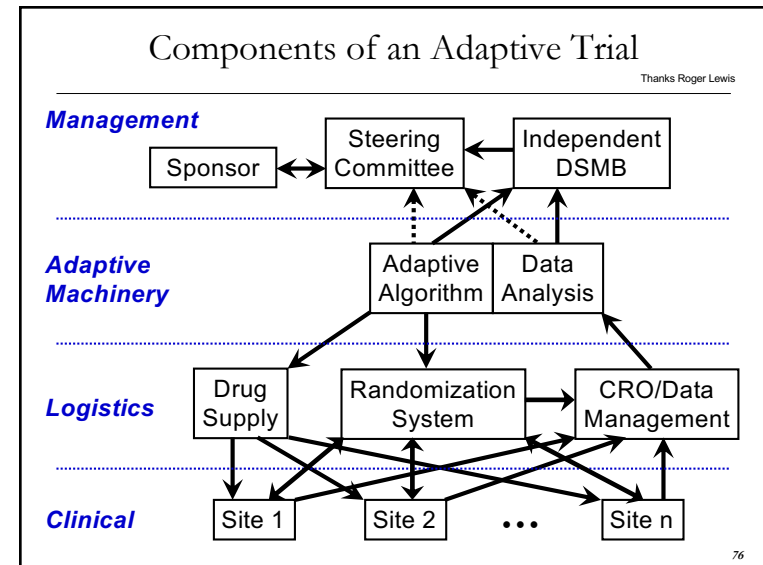 Components of an Adaptive Trial
Thanks Roger Lewis
Management
Sponsor
Steering
Committee
Independent
DSMB
Adaptive
Machinery
Adaptive
Algorithm
Data
Analysis
Logistics
Drug
Supply
Randomization
System
CRO/Data
Management
Clinical
Site 1
Site 2
...
Site n
76